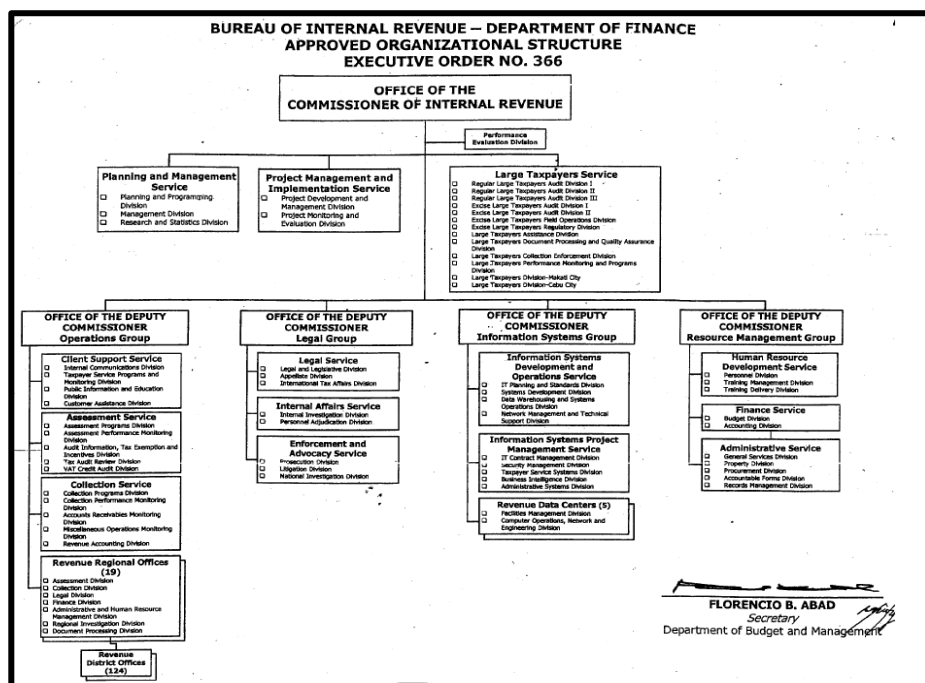 BUREAU OF INTERNAL REVENUE – DEPARTMENT OF FINANCE
APPROVED ORGANIZATIONAL STRUCTURE
EXECUTIVE ORDER NO. 366
OFFICE OF THE
COMMISSIONER OF INTERNAL REVENUE
Performance
Evaluation Division
Planning and Management
Service
Planning and Programming
Division
Management Division
Research and Statistics Division
Project Management and
Implementation Service
Project Development and
Management Division
Project Monitoring and
Evaluation Division
Large Taxpayers Service
Regular Large Taxpayers Audit Division I
Regular Large Taxpayers Audit Division II
Regular Large Taxpayers Audit Division III
Excise Large Taxpayers Audit Division I
Excise Large Taxpayers Audit Division II
Excise Large Taxpayers Field Operations Division
Excise Large Taxpayers Regulatory Division
Large Taxpayers Assistance Division
Large Taxpayers Document Processing and Quality Assurance
Division
Large Taxpayers Collection Enforcement Division
Large Taxpayers Performance Monitoring and Programs
Division
Large Taxpayers Division-Makati City
Large Taxpayers Division-Cebu City
OFFICE OF THE DEPUTY
COMMISSIONER
Operations Group
Client Support Service
Internal Communications Division
Taxpayer Service Programs and
Monitoring Division
Public Information and Education
Division
Customer Assistance Division
Assessment Service
Assessment Programs Division
Assessment Performance Monitoring
Division
Audit Information, Tax Exemption and
Incentives Division
Tax Audit Review Division
VAT Credit Audit Division
Collection Service
Collection Programs Division
Collection Performance Monitoring
Division
Accounts Receivables Monitoring
Division
Miscellaneous Operations Monitoring
Division
Revenue Accounting Division
Revenue Regional Offices
(19)
Assessment Division
Collection Division
Legal Division
Finance Division
Administrative and Human Resource
Management Division
Regional Investigation Division
Document Processing Division
Revenue
District Offices
(124)
OFFICE OF THE DEPUTY
COMMISSIONER
Legal Group
Legal Service
Legal and Legislative Division
Appellate Division
International Tax Affairs Division
Internal Affairs Service
Internal Investigation Division
Personnel Adjudication Division
Enforcement and
Advocacy Service
Prosecution Division
Litigation Division
National Investigation Division
OFFICE OF THE DEPUTY
COMMISSIONER
Information Systems Group
Information Systems
Development and
Operations Service
IT Planning and Standards Division
Systems Development Division
Data Warehousing and Systems
Operations Division
Network Management and Technical
Support Division
Information Systems Project
Management Service
IT Contract Management Division
Security Management Division
Taxpayer Service Systems Division
Business Intelligence Division
Administrative Systems Division
Revenue Data Centers (5)
Facilities Management Division
Computer Operations, Network and
Engineering Division
OFFICE OF THE DEPUTY
COMMISSIONER
Resource Management Group
Human Resource
Development Service
Personnel Division
Training Management Division
Training Delivery Division
Finance Service
Budget Division
Accounting Division
Administrative Service
General Services Division
Property Division
Procurement Division
Accountable Forms Division
Records Management Division
FLORENCIO B. ABAD
Secretary
Department of Budget and Management